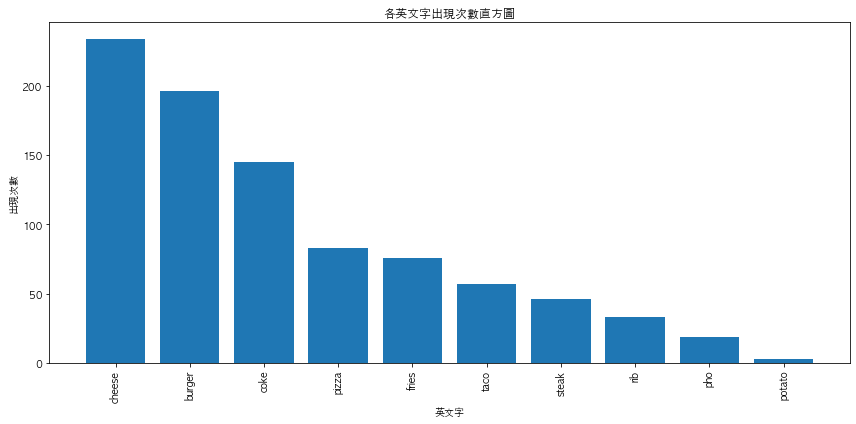 各英文字出現次數直方圖
出現次數
200
150
100
50
0
cheese
burger
coke
pizza
fries
taco
steak
rib
pho
potato
英文字